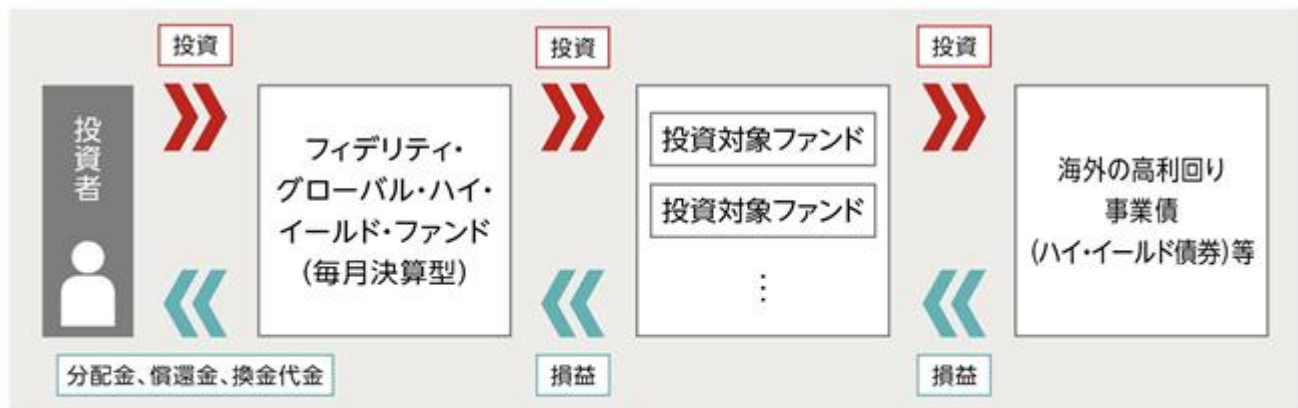 投資
投資
投資
投資者
フィデリティ・
グローバル・ハイ・
イールド・ファンド
(毎月決算型)
投資対象ファンド
投資対象ファンド
⋮
海外の高利回り
事業債
(ハイ・イールド債券)等
分配金、償還金、換金代金
損益
損益